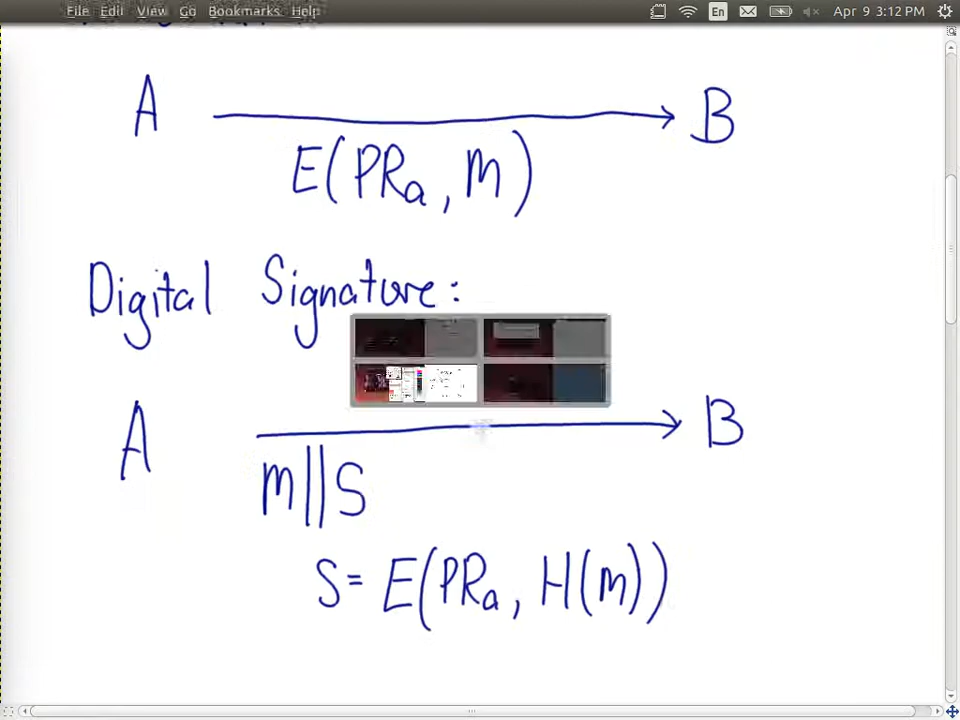 File Edit View Go Bookmarks Help En Apr 9 3:12 PM
A B
E(PRa, M)
Digital Signature:
A B
m||S
S= E(PRa, H(m))